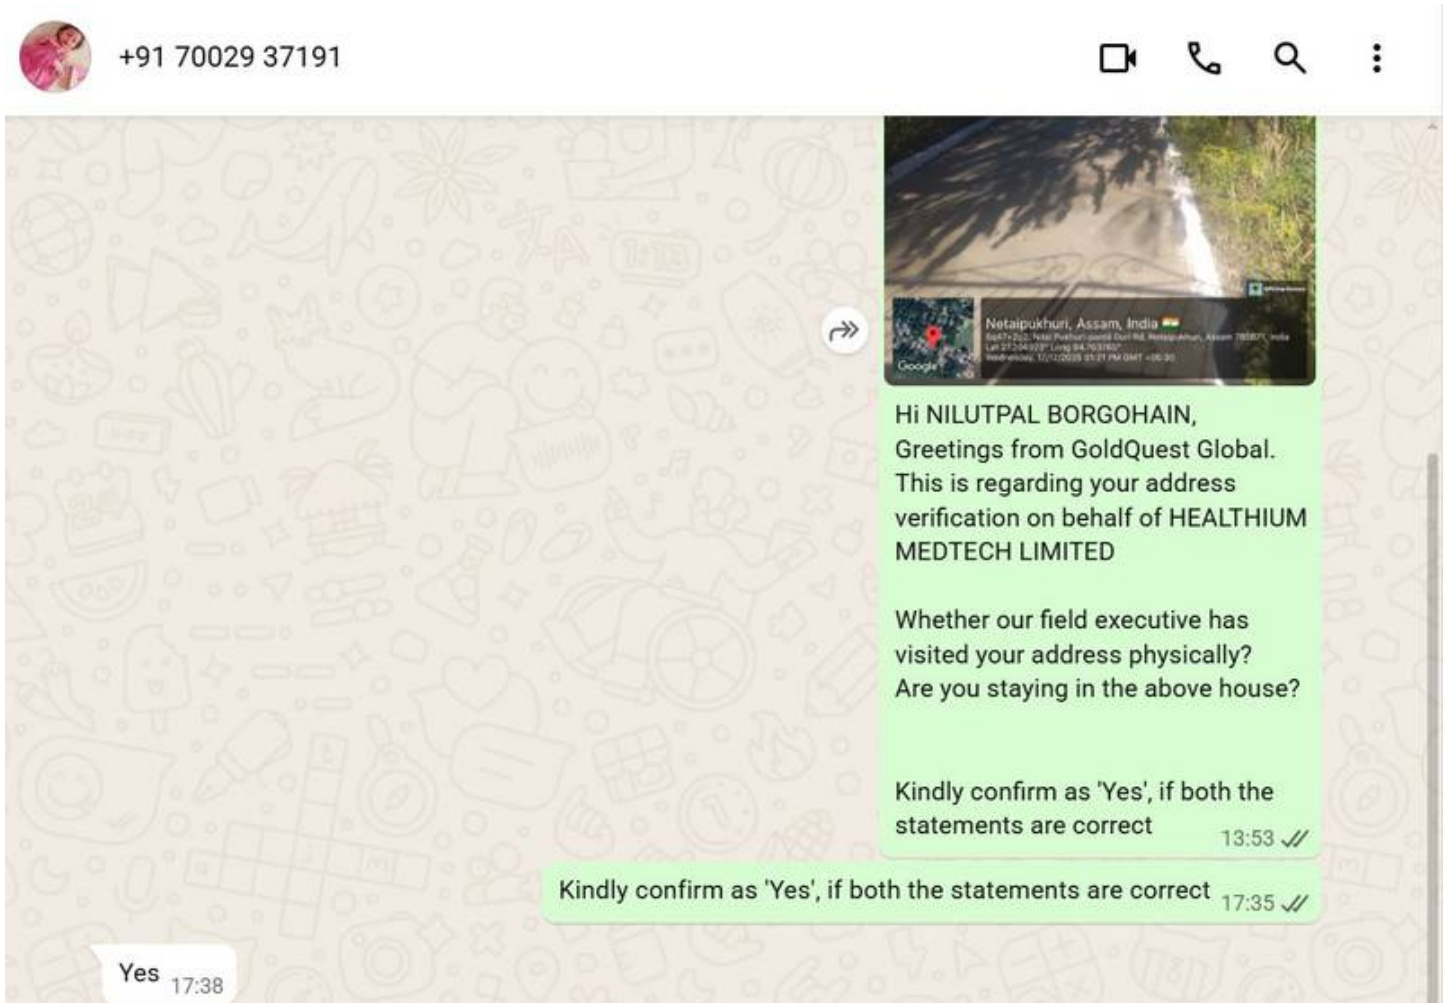 +91 70029 37191
Netaipukhuri, Assam, India
Google
Hi NILUTPAL BORGOHAIN,
Greetings from GoldQuest Global.
This is regarding your address
verification on behalf of HEALTHIUM
MEDTECH LIMITED
Whether our field executive has
visited your address physically?
Are you staying in the above house?
Kindly confirm as 'Yes', if both the
statements are correct
13:53
Kindly confirm as 'Yes', if both the statements are correct 17:35
Yes 17:38